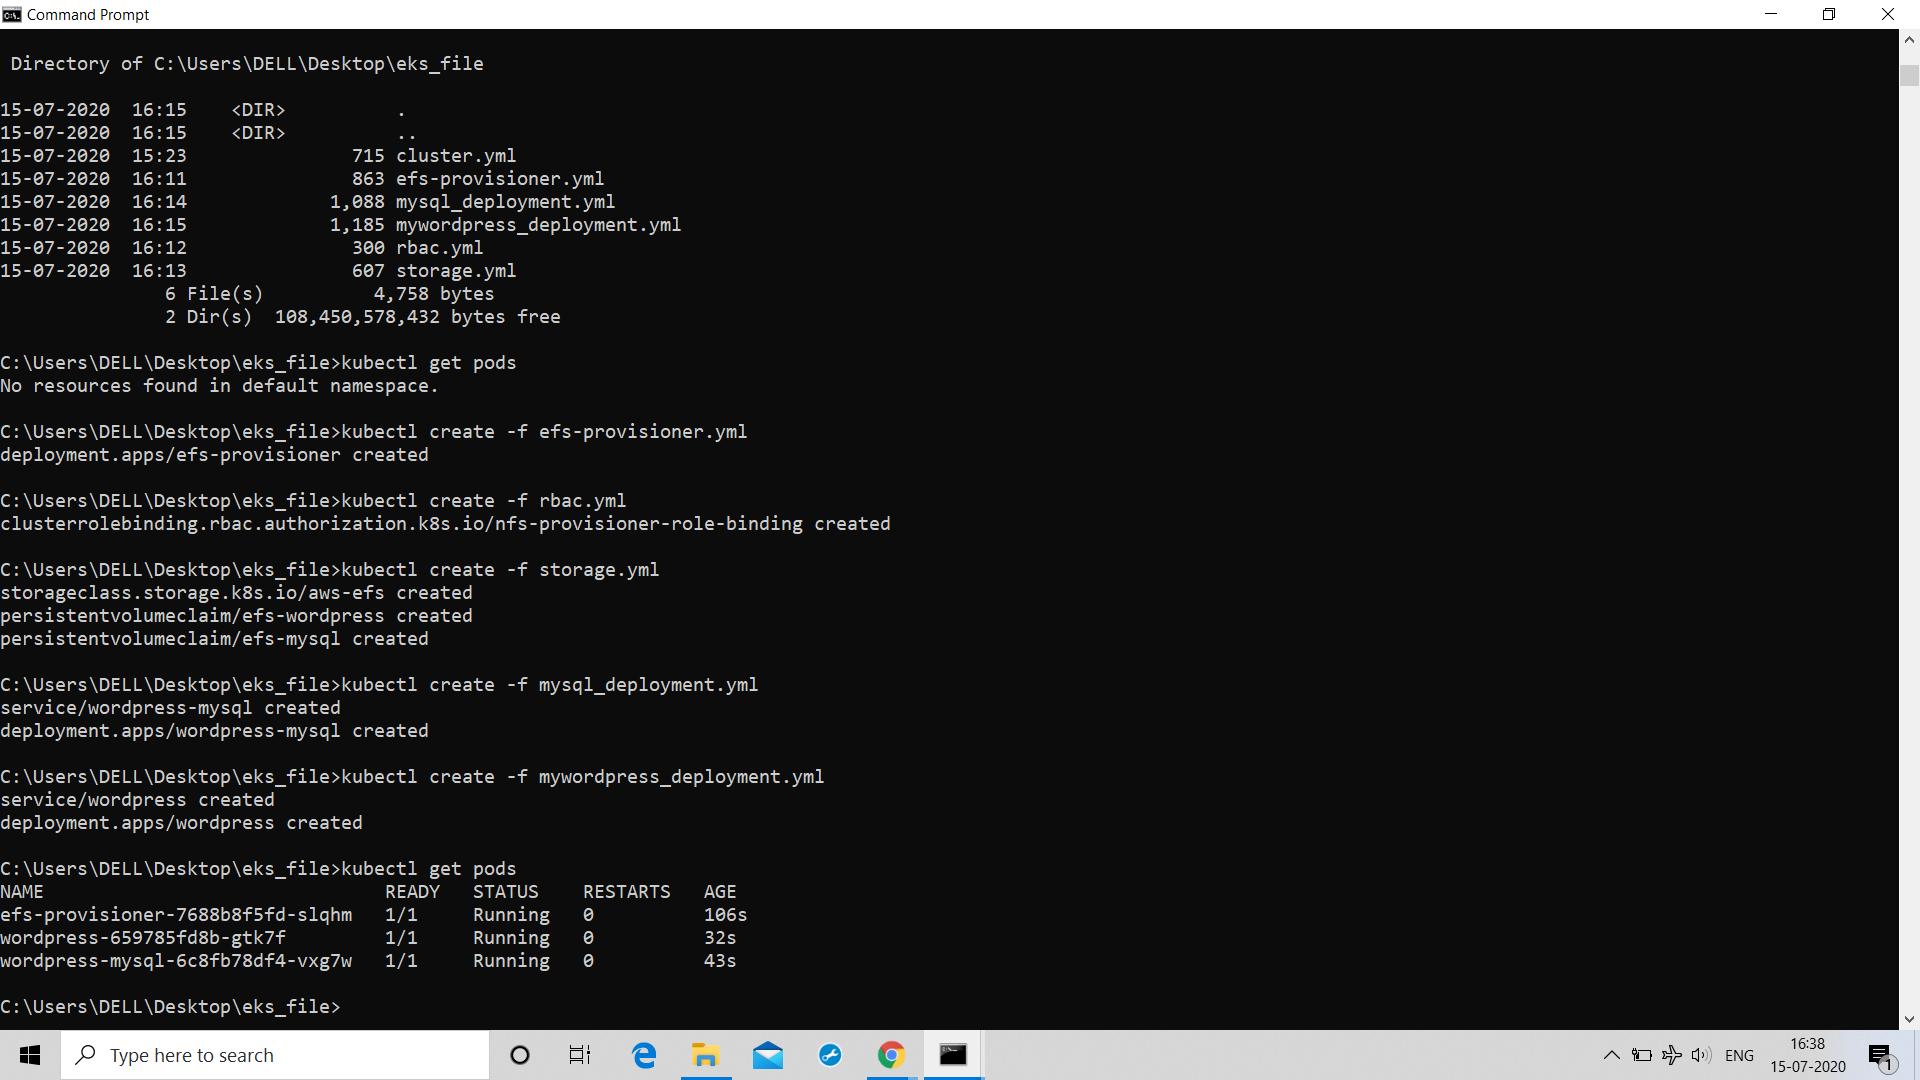 Command Prompt
Directory of C:\Users\DELL\Desktop\eks_file
15-07-2020  16:15    <DIR>          .
15-07-2020  16:15    <DIR>          ..
15-07-2020  15:23               715 cluster.yml
15-07-2020  16:11               863 efs-provisioner.yml
15-07-2020  16:14             1,088 mysql_deployment.yml
15-07-2020  16:15             1,185 mywordpress_deployment.yml
15-07-2020  16:12               300 rbac.yml
15-07-2020  16:13               607 storage.yml
6 File(s)          4,758 bytes
2 Dir(s)  108,450,578,432 bytes free
C:\Users\DELL\Desktop\eks_file>kubectl get pods
No resources found in default namespace.
C:\Users\DELL\Desktop\eks_file>kubectl create -f efs-provisioner.yml
deployment.apps/efs-provisioner created
C:\Users\DELL\Desktop\eks_file>kubectl create -f rbac.yml
clusterrolebinding.rbac.authorization.k8s.io/nfs-provisioner-role-binding created
C:\Users\DELL\Desktop\eks_file>kubectl create -f storage.yml
storageclass.storage.k8s.io/aws-efs created
persistentvolumeclaim/efs-wordpress created
persistentvolumeclaim/efs-mysql created
C:\Users\DELL\Desktop\eks_file>kubectl create -f mysql_deployment.yml
service/wordpress-mysql created
deployment.apps/wordpress-mysql created
C:\Users\DELL\Desktop\eks_file>kubectl create -f mywordpress_deployment.yml
service/wordpress created
deployment.apps/wordpress created
C:\Users\DELL\Desktop\eks_file>kubectl get pods
NAME                               READY   STATUS    RESTARTS   AGE
efs-provisioner-7688b8f5fd-slqhm   1/1     Running   0          106s
wordpress-659785fd8b-gtk7f         1/1     Running   0          32s
wordpress-mysql-6c8fb78df4-vxg7w   1/1     Running   0          43s
C:\Users\DELL\Desktop\eks_file>
Type here to search
ENG
16:38
15-07-2020
1